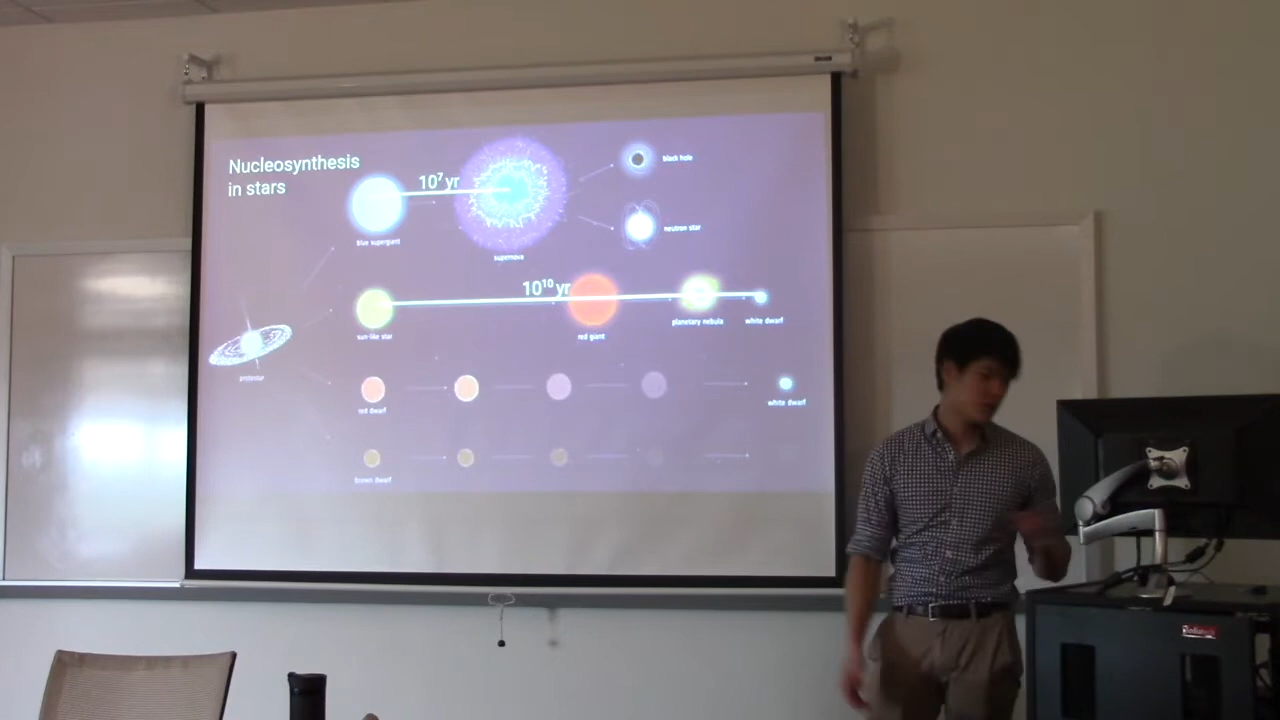 Nucleosynthesis
in stars
10⁷ yr
black hole
blue supergiant
neutron star
supernova
10¹⁰ yr
sun-like star
red giant
planetary nebula
white dwarf
protostar
red dwarf
white dwarf
brown dwarf